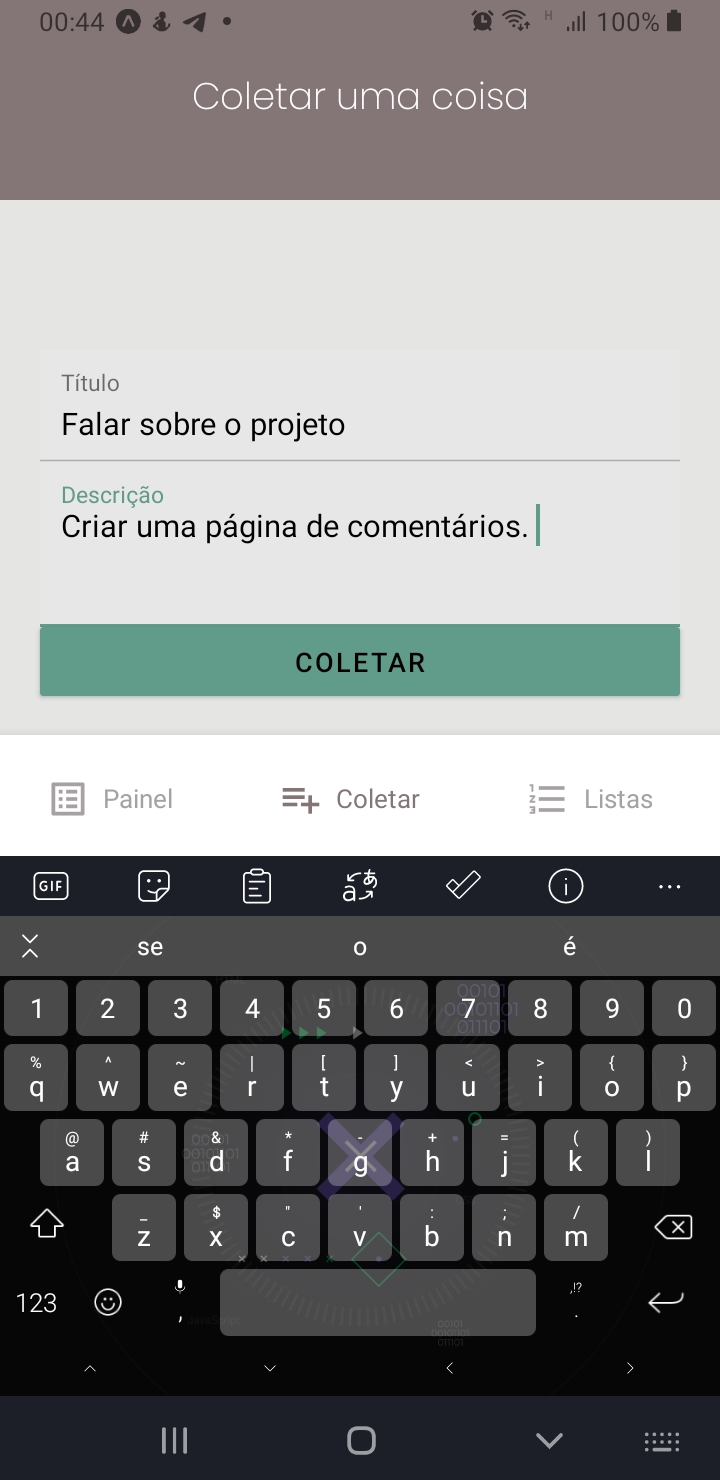 00:44 H 100%
Coletar uma coisa
Título
Falar sobre o projeto
Descrição
Criar uma página de comentários.
COLETAR
Painel Coletar Listas
GIF
se o é
1 2 3 4 5 6 7 8 9 0
% ^ ~ | [ ] < > { }
q w e r t y u i o p
@ # & * - + = ( )
a s d f g h j k l
_ $ " ' : ; /
z x c v b n m
123 , ,!? .